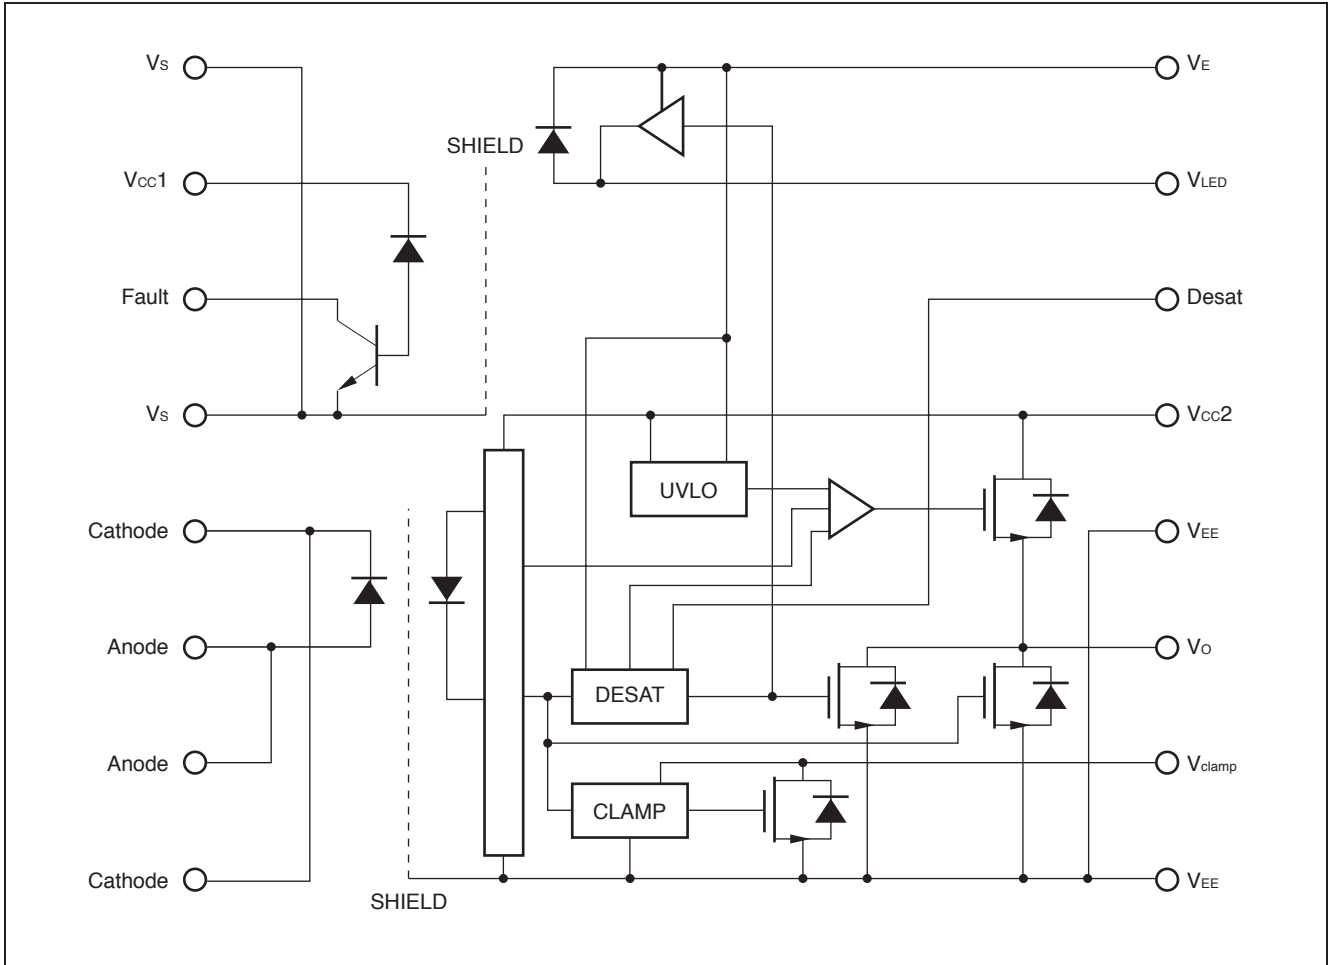 VS
VE
SHIELD
VCC1
VLED
Fault
Desat
VS
VCC2
UVLO
Cathode
VEE
Anode
VO
DESAT
Anode
Vclamp
CLAMP
Cathode
VEE
SHIELD